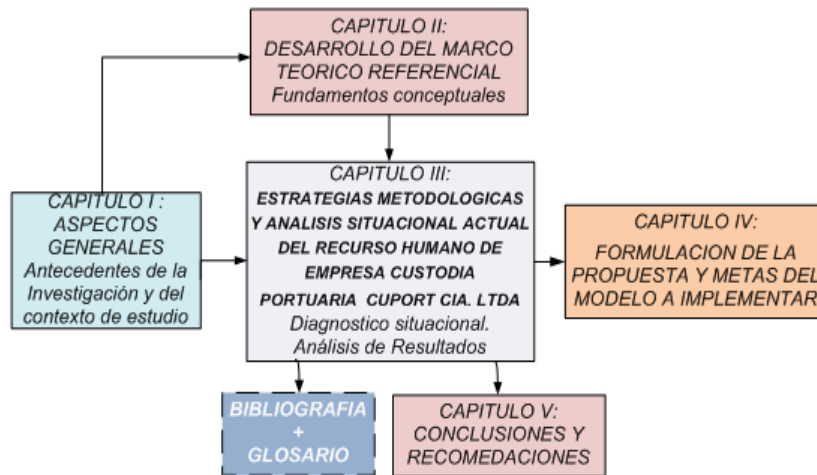 CAPITULO II:
DESARROLLO DEL MARCO
TEORICO REFERENCIAL
Fundamentos conceptuales
CAPITULO I :
ASPECTOS
GENERALES
Antecedentes de la
Investigación y del
contexto de estudio
CAPITULO III:
ESTRATEGIAS METODOLOGICAS
Y ANALISIS SITUACIONAL ACTUAL
DEL RECURSO HUMANO DE
EMPRESA CUSTODIA
PORTUARIA CUPORT CIA. LTDA
Diagnostico situacional.
Análisis de Resultados
CAPITULO IV:
FORMULACION DE LA
PROPUESTA Y METAS DEL
MODELO A IMPLEMENTAR
BIBLIOGRAFIA
+
GLOSARIO
CAPITULO V:
CONCLUSIONES Y
RECOMEDACIONES